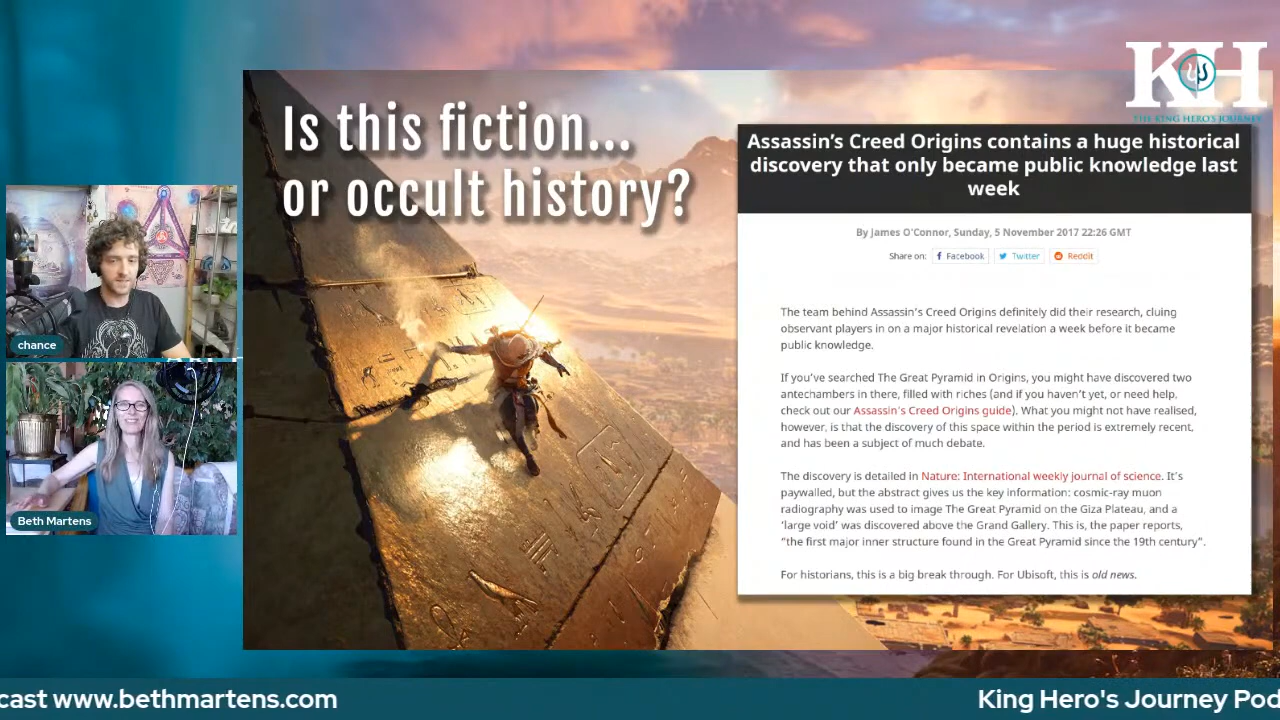 KH
THE KING HERO'S JOURNEY
Is this fiction...
or occult history?
Assassin’s Creed Origins contains a huge historical
discovery that only became public knowledge last
week
By James O'Connor, Sunday, 5 November 2017 22:26 GMT
Share on: Facebook Twitter Reddit
The team behind Assassin’s Creed Origins definitely did their research, cluing
observant players in on a major historical revelation a week before it became
public knowledge.
If you’ve searched The Great Pyramid in Origins, you might have discovered two
antechambers in there, filled with riches (and if you haven’t yet, or need help,
check out our Assassin’s Creed Origins guide). What you might not have realised,
however, is that the discovery of this space within the period is extremely recent,
and has been a subject of much debate.
The discovery is detailed in Nature: International weekly journal of science. It’s
paywalled, but the abstract gives us the key information: cosmic-ray muon
radiography was used to image The Great Pyramid on the Giza Plateau, and a
‘large void’ was discovered above the Grand Gallery. This is, the paper reports,
“the first major inner structure found in the Great Pyramid since the 19th century”.
For historians, this is a big break through. For Ubisoft, this is old news.
chance
Beth Martens
cast www.bethmartens.com
King Hero's Journey Pod